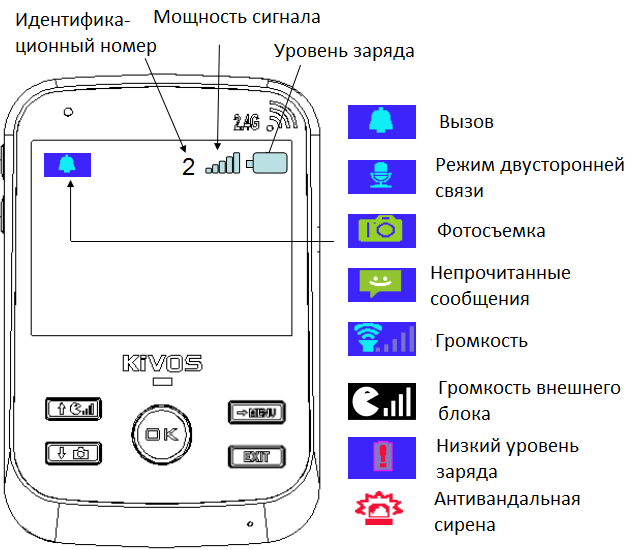 Идентифика-
ционный номер
Мощность сигнала
Уровень заряда
2.4G
2
KiVOS
MENU
OK
EXIT
Вызов
Режим двусторонней
связи
Фотосъемка
Непрочитанные
сообщения
Громкость
Громкость внешнего
блока
Низкий уровень
заряда
Антивандальная
сирена